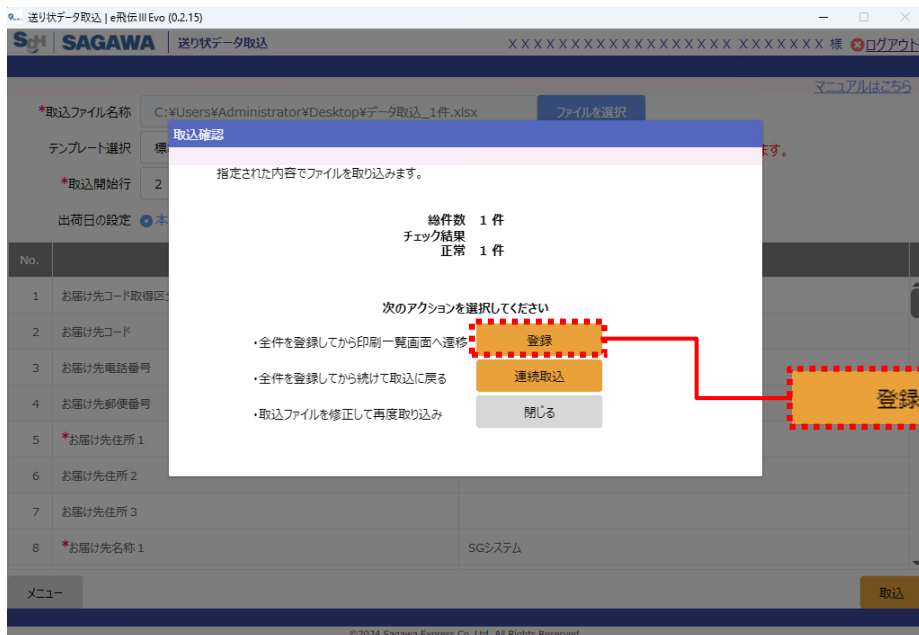 送り状データ取込 | e飛伝ⅢEvo (0.2.15)
SGH SAGAWA 送り状データ取込 XXXXXXXXXXXXXXXXXX XXXXXXX 様 ログアウト
マニュアルはこちら
*取込ファイル名称 C:¥Users¥Administrator¥Desktop¥データ取込_1件.xlsx ファイルを選択
取込確認
テンプレート選択 標 ます。
指定された内容でファイルを取り込みます。
*取込開始行 2
出荷日の設定 本
総件数 1 件
チェック結果
正常 1 件
No.
1 お届け先コード取得区
次のアクションを選択してください
2 お届け先コード
・全件を登録してから印刷一覧画面へ遷移 登録
3 お届け先電話番号
・全件を登録してから続けて取込に戻る 連続取込
4 お届け先郵便番号
登録
・取込ファイルを修正して再度取り込み 閉じる
5 *お届け先住所1
6 お届け先住所2
7 お届け先住所3
8 *お届け先名称1 SGシステム
メニュー 取込
©2024 Sagawa Express Co.,Ltd. All Rights Reserved.